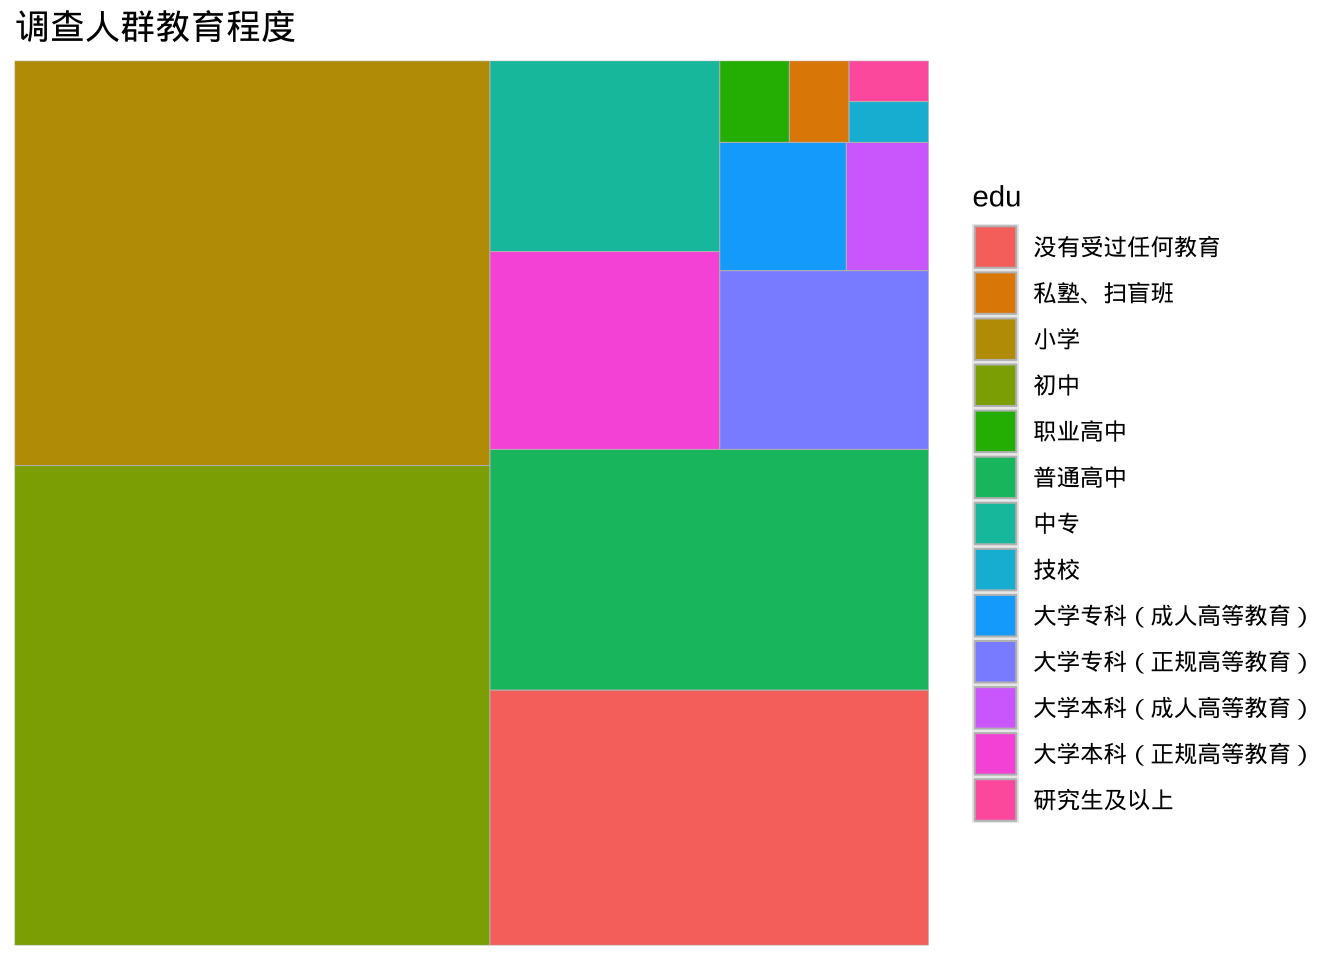 调查人群教育程度
edu
没有受过任何教育
私塾、扫盲班
小学
初中
职业高中
普通高中
中专
技校
大学专科（成人高等教育）
大学专科（正规高等教育）
大学本科（成人高等教育）
大学本科（正规高等教育）
研究生及以上